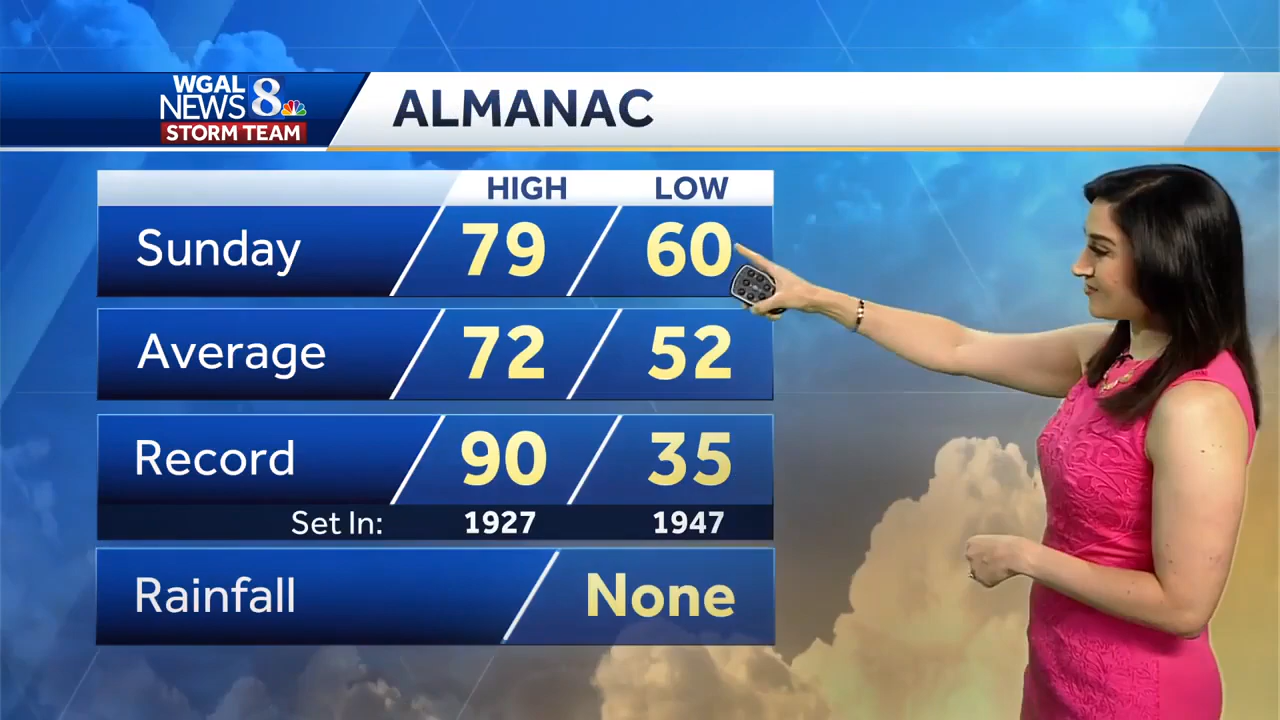 WGAL
NEWS 8
STORM TEAM
ALMANAC
HIGH LOW
Sunday 79 60
Average 72 52
Record 90 35
Set In: 1927 1947
Rainfall None